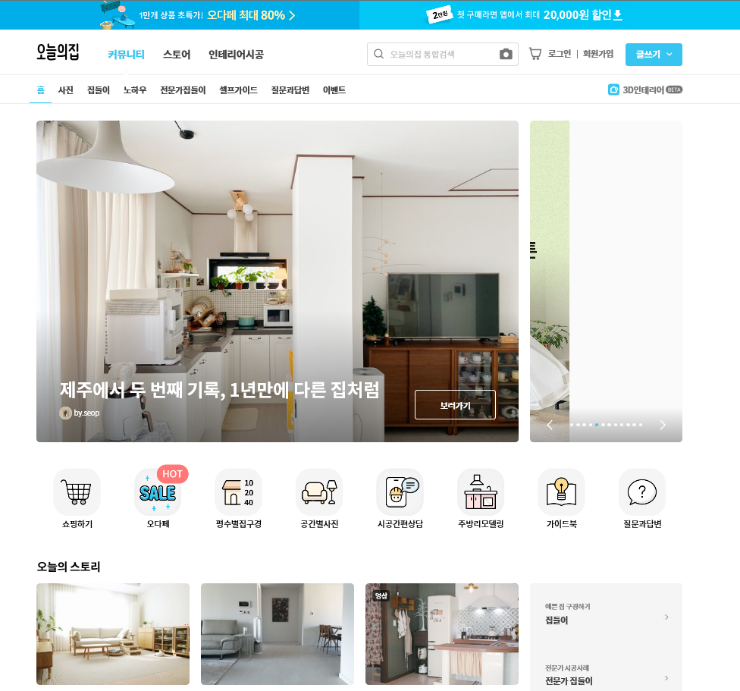 1만개 상품 초특가! 오다페 최대 80%
2만원 첫 구매라면 앱에서 최대 20,000원 할인
오늘의집 커뮤니티 스토어 인테리어시공 오늘의집 통합검색 로그인 | 회원가입 글쓰기
홈 사진 집들이 노하우 전문가집들이 셀프가이드 질문과답변 이벤트 3D인테리어 BETA
제주에서 두 번째 기록, 1년만에 다른 집처럼
by.seop
보러가기
HOT
SALE
10
20
40
?
쇼핑하기 오다페 평수별집구경 공간별사진 시공간편상담 주방리모델링 가이드북 질문과답변
오늘의 스토리
영상
예쁜 집 구경하기
집들이
전문가 시공사례
전문가 집들이